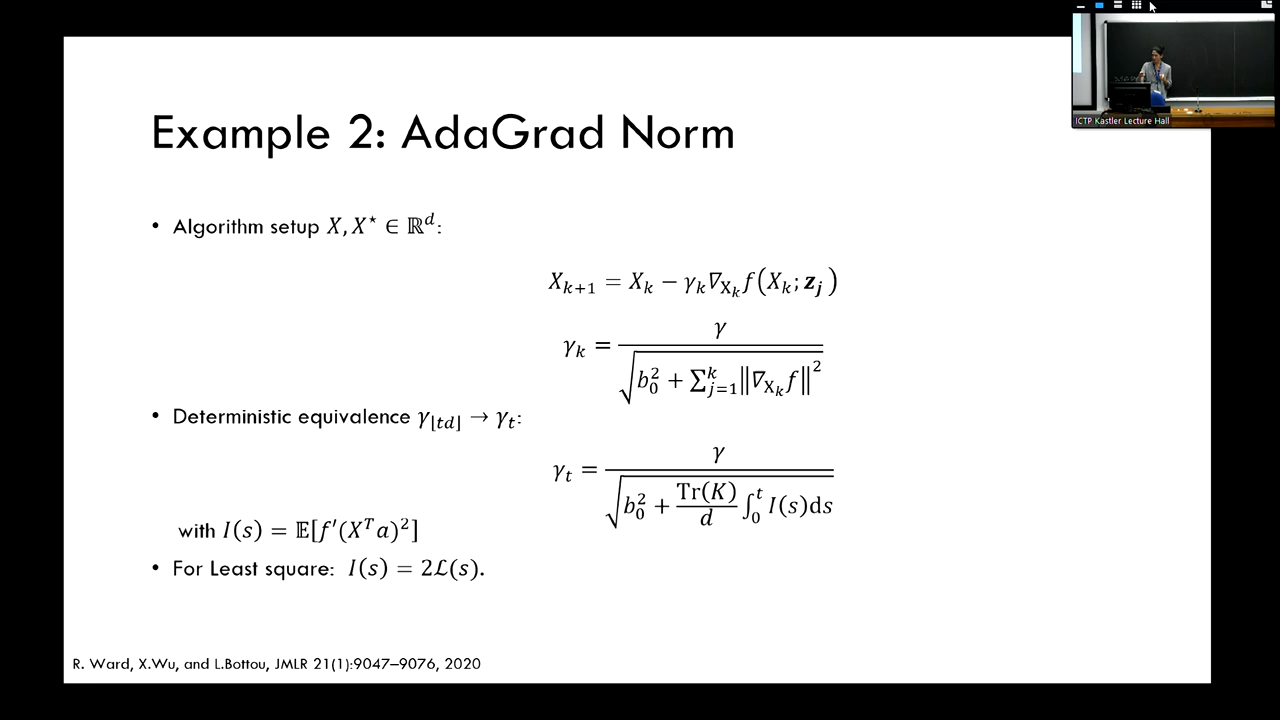 ICTP Kastler Lecture Hall
Example 2: AdaGrad Norm
• Algorithm setup X, X⋆ ∈ ℝᵈ:
X_{k+1} = X_k − γ_k ∇_{X_k} f(X_k; z_j)
γ_k = γ / √(b_0^2 + ∑_{j=1}^k ‖∇_{X_k} f‖^2)
• Deterministic equivalence γ_{⌊td⌋} → γ_t:
γ_t = γ / √(b_0^2 + Tr(K)/d ∫_0^t I(s)ds)
with I(s) = 𝔼[f′(XᵀA a)^2]
• For Least square: I(s) = 2ℒ(s).
R. Ward, X.Wu, and L.Bottou, JMLR 21(1):9047–9076, 2020